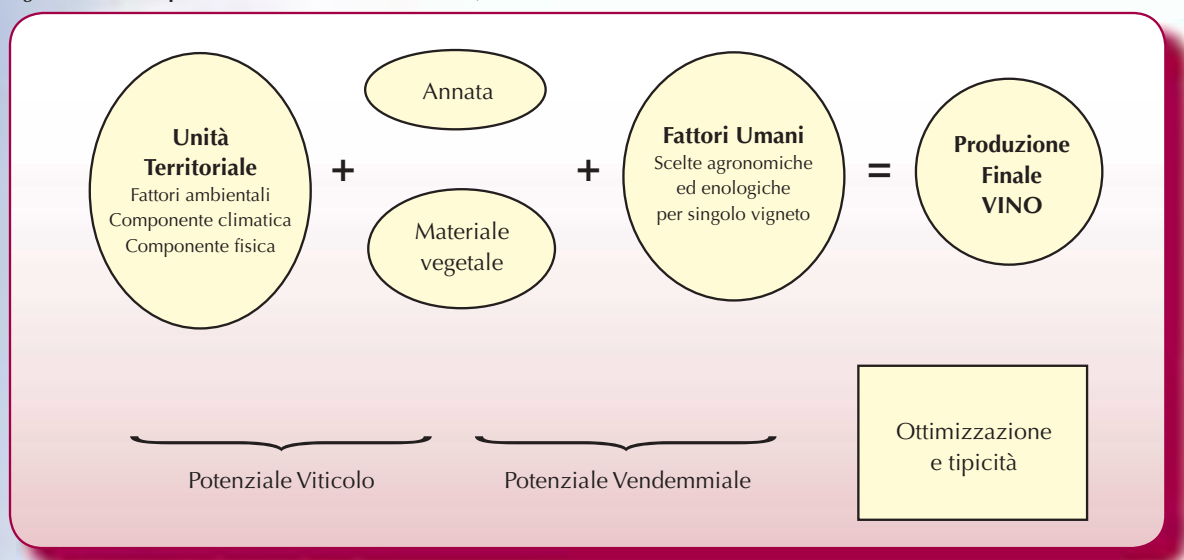 Unità
Territoriale
Fattori ambientali
Componente climatica
Componente fisica
+
Annata
Materiale
vegetale
+
Fattori Umani
Scelte agronomiche
ed enologiche
per singolo vigneto
=
Produzione
Finale
VINO
Potenziale Viticolo
Potenziale Vendemmiale
Ottimizzazione
e tipicità